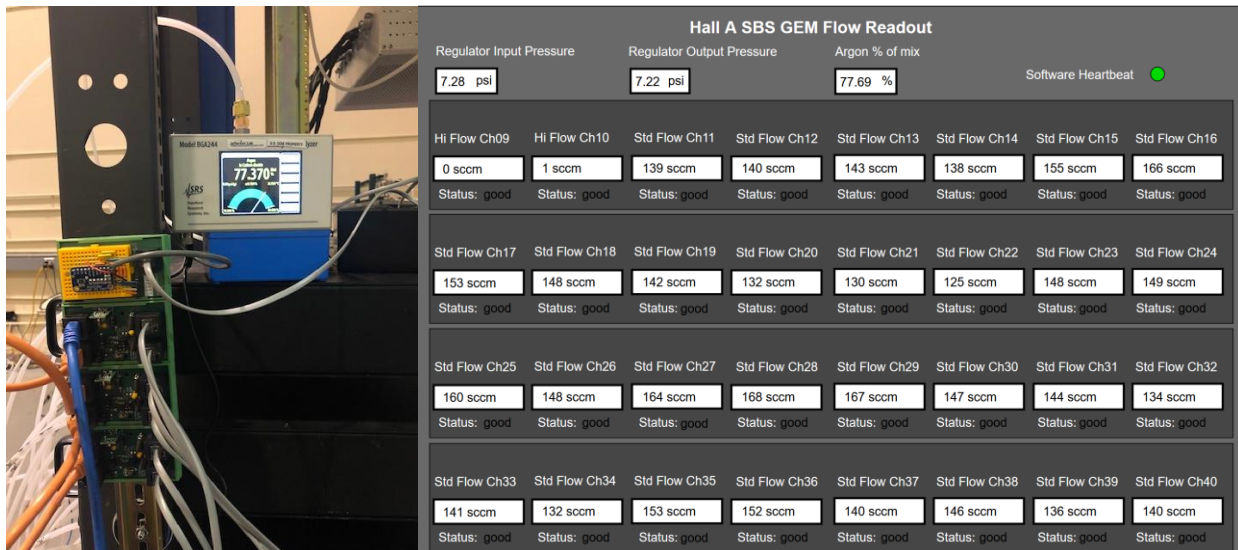 Model BGA244
77.370
SRS
Hall A SBS GEM Flow Readout
Regulator Input Pressure Regulator Output Pressure Argon % of mix
7.28 psi 7.22 psi 77.69 % Software Heartbeat
Hi Flow Ch09 Hi Flow Ch10 Std Flow Ch11 Std Flow Ch12 Std Flow Ch13 Std Flow Ch14 Std Flow Ch15 Std Flow Ch16
0 sccm 1 sccm 139 sccm 140 sccm 143 sccm 138 sccm 155 sccm 166 sccm
Status: good Status: good Status: good Status: good Status: good Status: good Status: good Status: good
Std Flow Ch17 Std Flow Ch18 Std Flow Ch19 Std Flow Ch20 Std Flow Ch21 Std Flow Ch22 Std Flow Ch23 Std Flow Ch24
153 sccm 148 sccm 142 sccm 132 sccm 130 sccm 125 sccm 148 sccm 149 sccm
Status: good Status: good Status: good Status: good Status: good Status: good Status: good Status: good
Std Flow Ch25 Std Flow Ch26 Std Flow Ch27 Std Flow Ch28 Std Flow Ch29 Std Flow Ch30 Std Flow Ch31 Std Flow Ch32
160 sccm 148 sccm 164 sccm 168 sccm 167 sccm 147 sccm 144 sccm 134 sccm
Status: good Status: good Status: good Status: good Status: good Status: good Status: good Status: good
Std Flow Ch33 Std Flow Ch34 Std Flow Ch35 Std Flow Ch36 Std Flow Ch37 Std Flow Ch38 Std Flow Ch39 Std Flow Ch40
141 sccm 132 sccm 153 sccm 152 sccm 140 sccm 146 sccm 136 sccm 140 sccm
Status: good Status: good Status: good Status: good Status: good Status: good Status: good Status: good